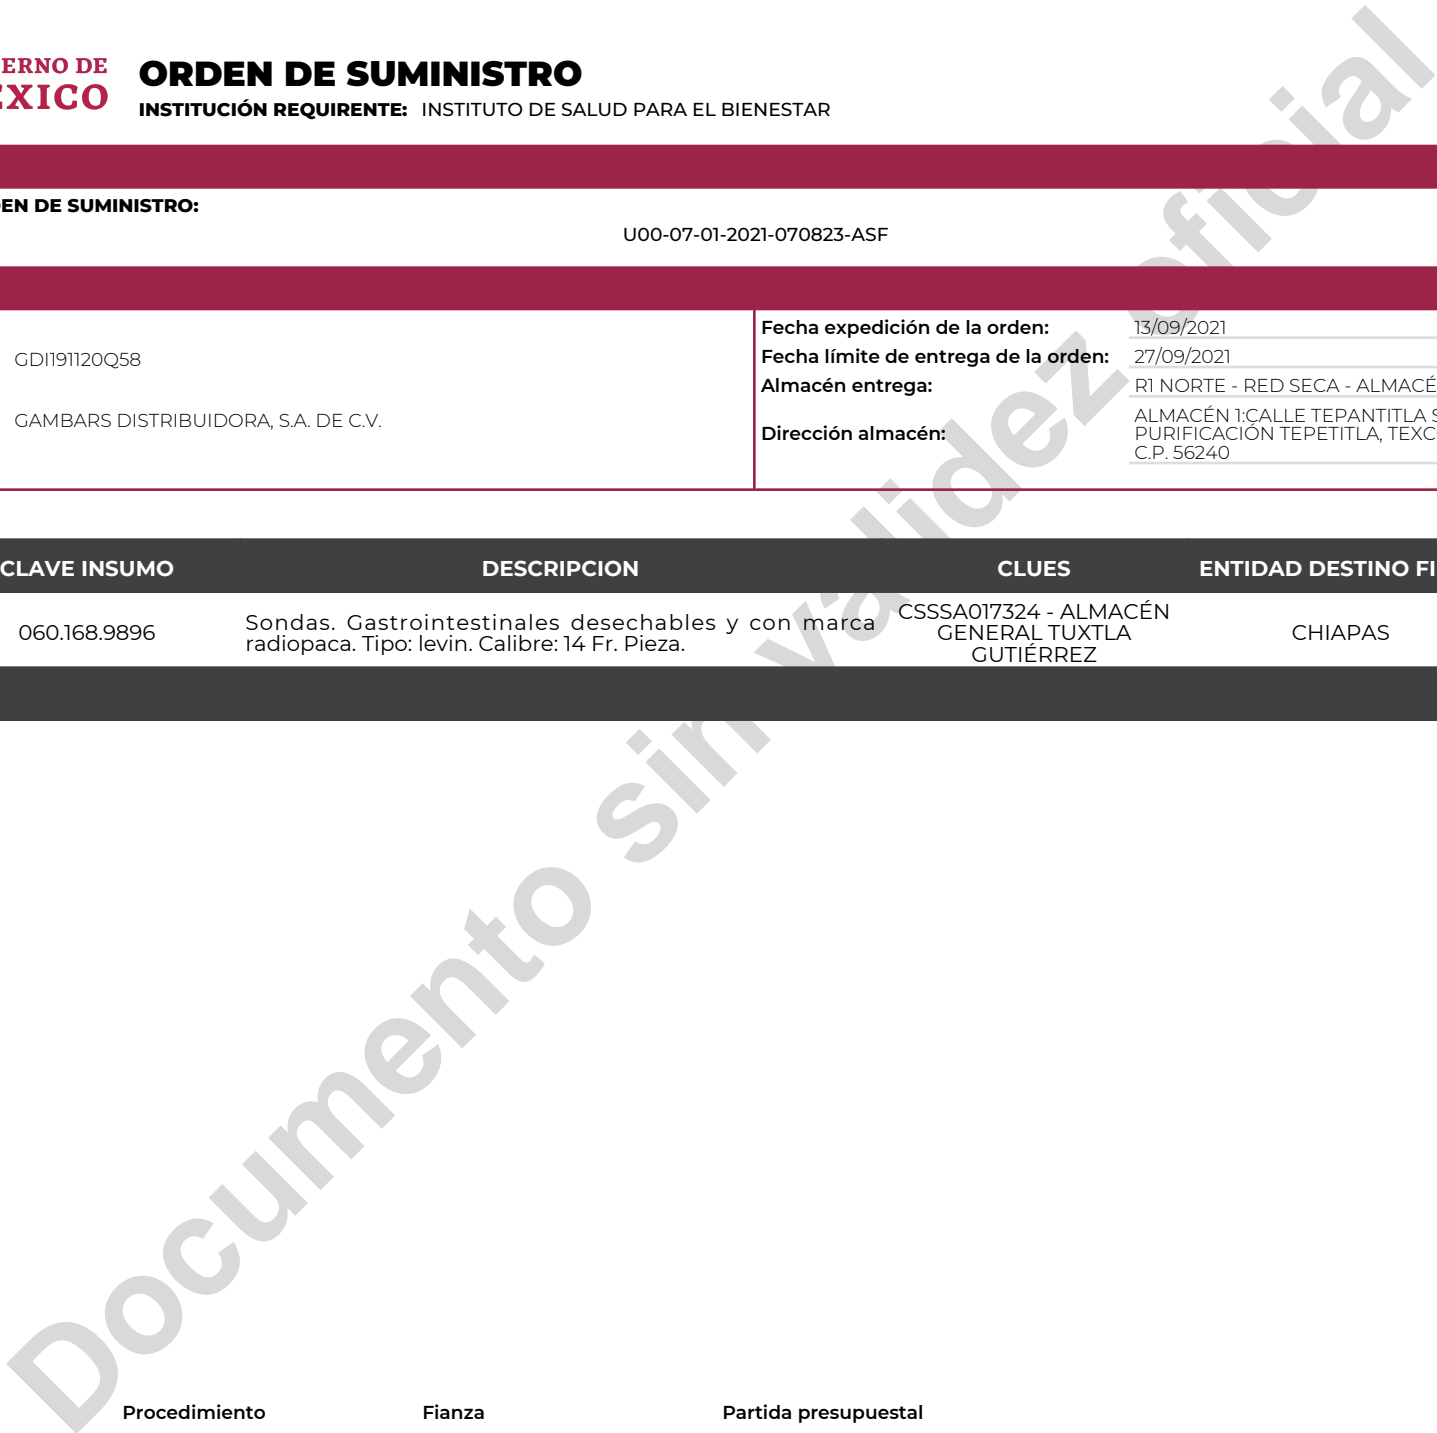 ERNO DE
EXICO
ORDEN DE SUMINISTRO
INSTITUCIÓN REQUIRENTE: INSTITUTO DE SALUD PARA EL BIENESTAR
EN DE SUMINISTRO:
U00-07-01-2021-070823-ASF
GDI191120Q58
GAMBARS DISTRIBUIDORA, S.A. DE C.V.
Fecha expedición de la orden: 13/09/2021
Fecha límite de entrega de la orden: 27/09/2021
Almacén entrega: R1 NORTE - RED SECA - ALMACÉ
Dirección almacén:
ALMACÉN 1:CALLE TEPANTITLA S
PURIFICACIÓN TEPETITLA, TEXC
C.P. 56240
CLAVE INSUMO DESCRIPCION CLUES ENTIDAD DESTINO FI
060.168.9896
Sondas. Gastrointestinales desechables y con marca
radiopaca. Tipo: levin. Calibre: 14 Fr. Pieza.
CSSSA017324 - ALMACÉN
GENERAL TUXTLA
GUTIÉRREZ
CHIAPAS
Documento sin validez oficial
Procedimiento Fianza Partida presupuestal